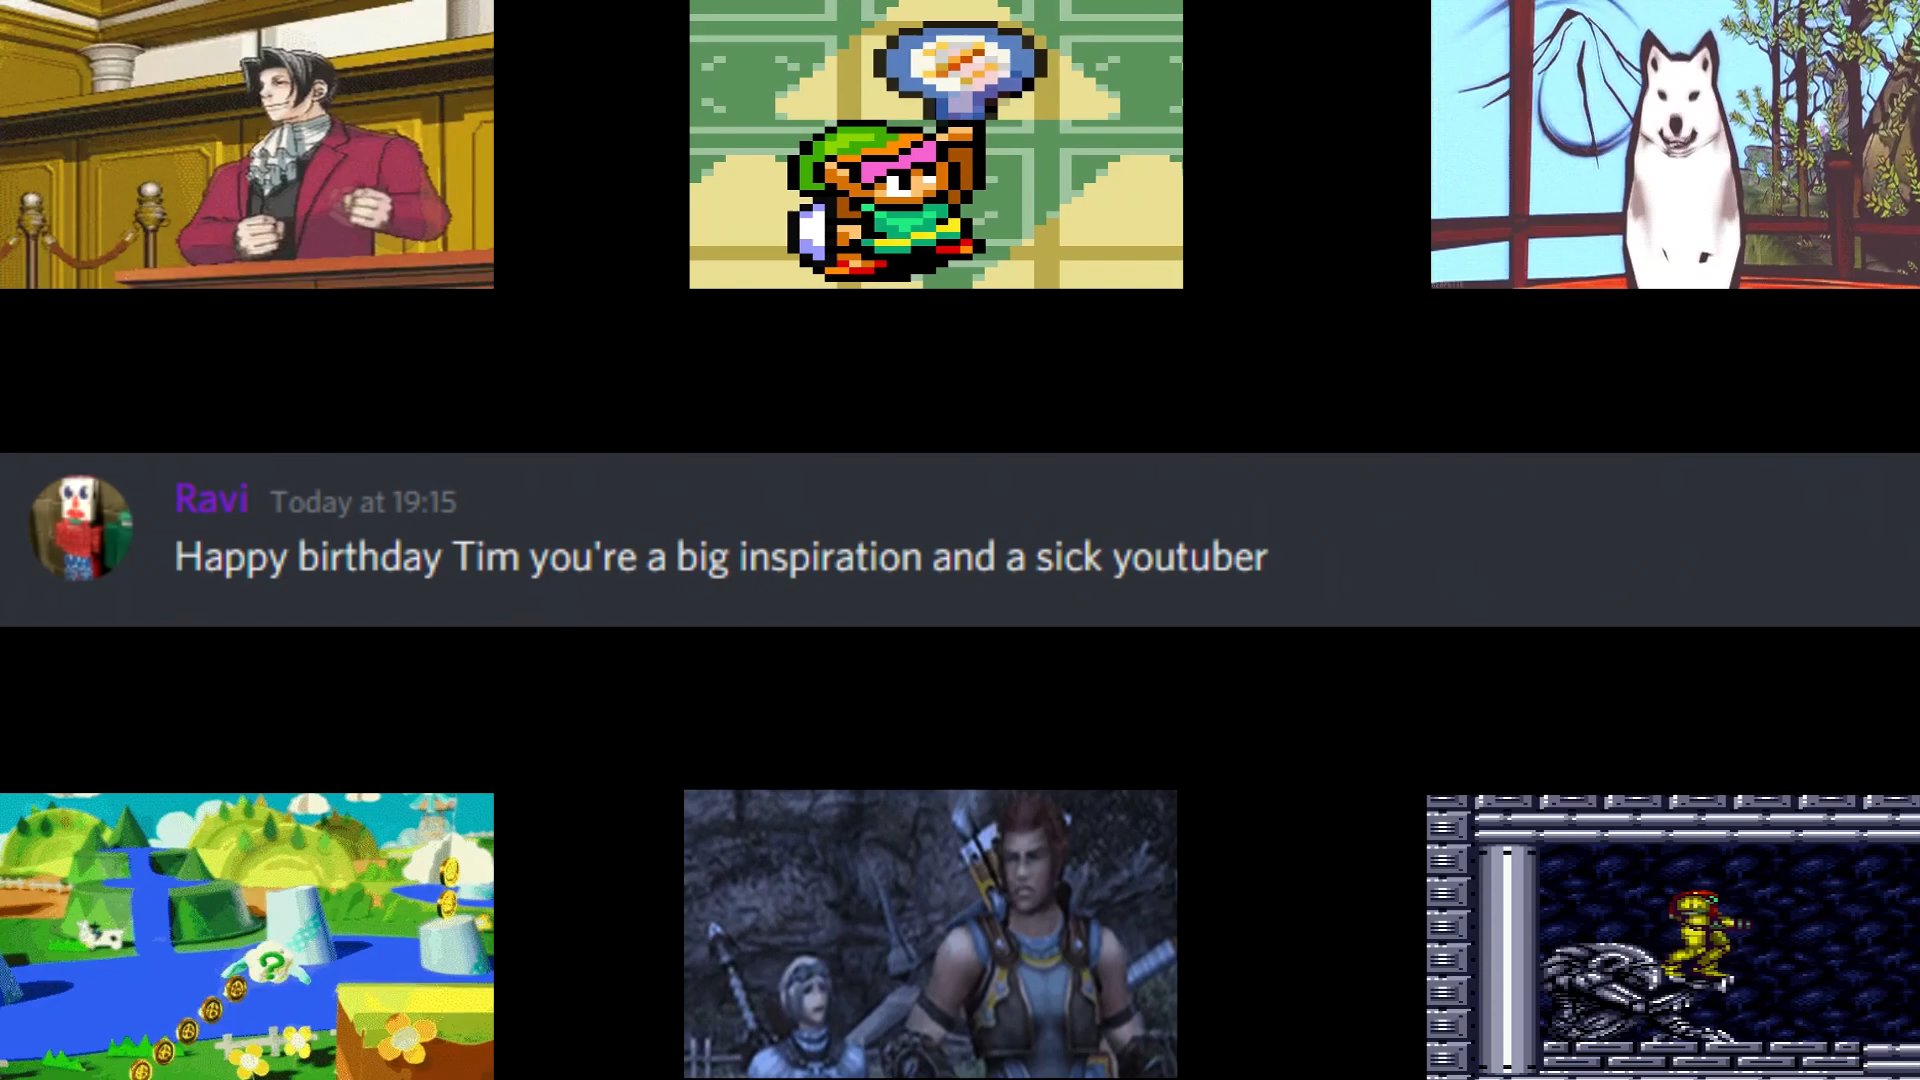 Ravi Today at 19:15
Happy birthday Tim you're a big inspiration and a sick youtuber
?